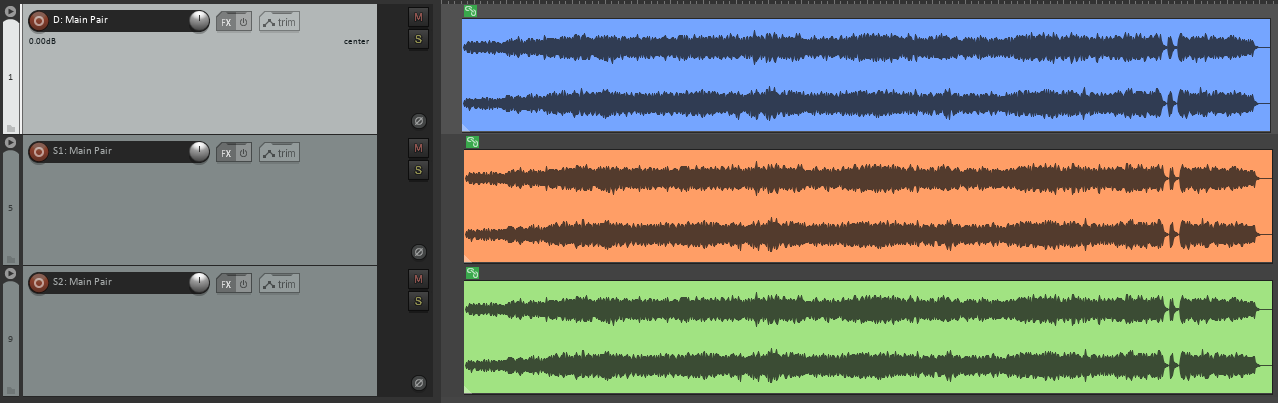 D: Main Pair
FX
trim
M
0.00dB
center
S
1
S1: Main Pair
FX
trim
M
S
5
S2: Main Pair
FX
trim
M
S
9